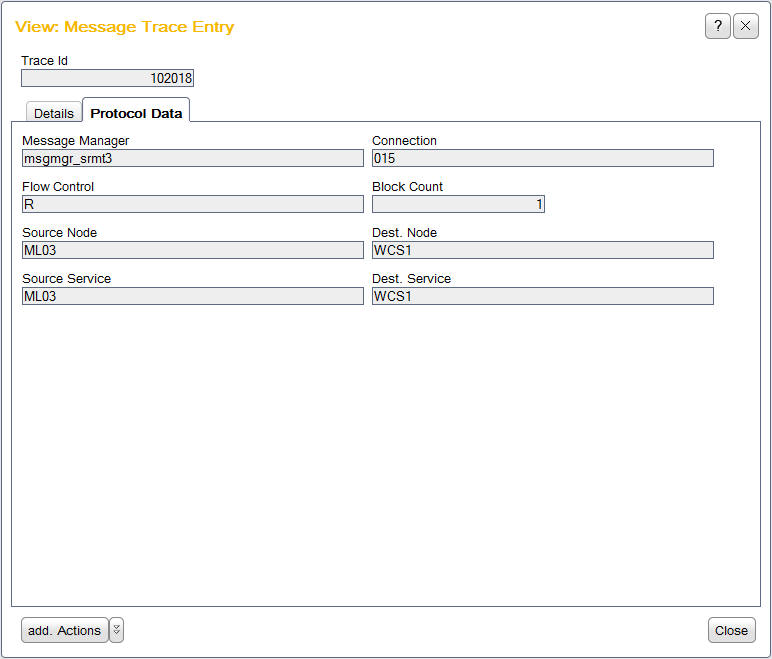 View: Message Trace Entry
?
Trace Id
102018
Details Protocol Data
Message Manager Connection
msgmgr_srmt3 015
Flow Control Block Count
R 1
Source Node Dest. Node
ML03 WCS1
Source Service Dest. Service
ML03 WCS1
add. Actions Close